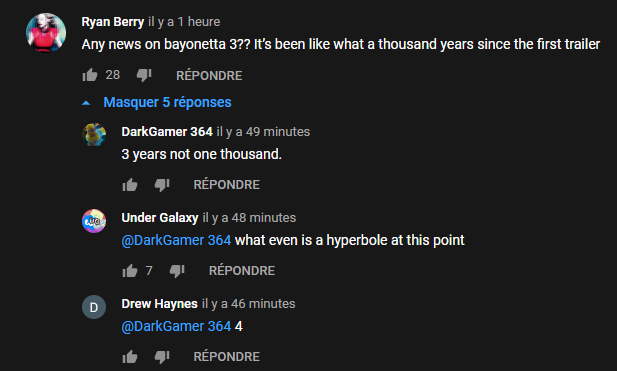 Ryan Berry il y a 1 heure
Any news on bayonetta 3?? It's been like what a thousand years since the first trailer
28 RÉPONDRE
Masquer 5 réponses
DarkGamer 364 il y a 49 minutes
3 years not one thousand.
RÉPONDRE
Under Galaxy il y a 48 minutes
@DarkGamer 364 what even is a hyperbole at this point
7 RÉPONDRE
D
Drew Haynes il y a 46 minutes
@DarkGamer 364 4
RÉPONDRE